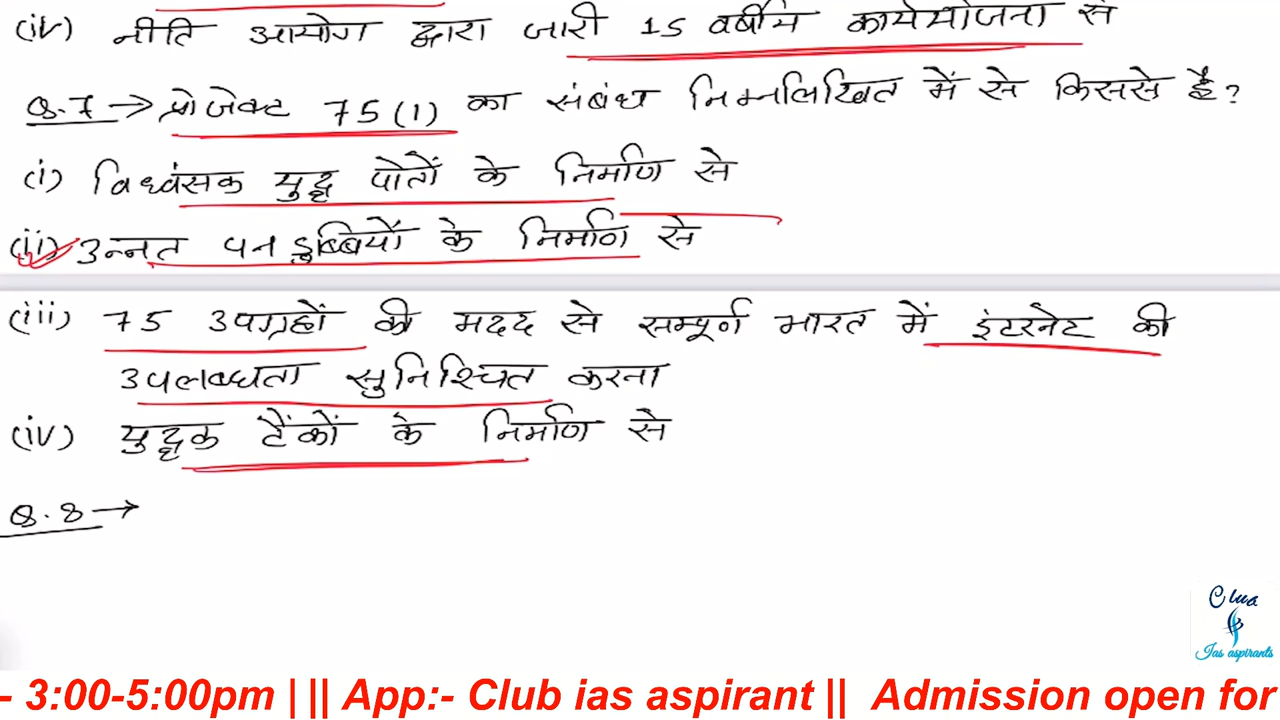 (iv) नीति आयोग द्वारा जारी 15 वर्षीय कार्ययोजना से
Q.7 → प्रोजेक्ट 75(1) का संबंध निम्नलिखित में से किससे है?
(i) विध्वंसक युद्ध पोतों के निर्माण से
(ii) उन्नत पनडुब्बियों के निर्माण से
(iii) 75 उपग्रहों की मदद से सम्पूर्ण भारत में इंटरनेट की
उपलब्धता सुनिश्चित करना
(iv) युद्धक टैंकों के निर्माण से
Q.8 →
Club
Ias aspirants
- 3:00-5:00pm | || App:- Club ias aspirant || Admission open for